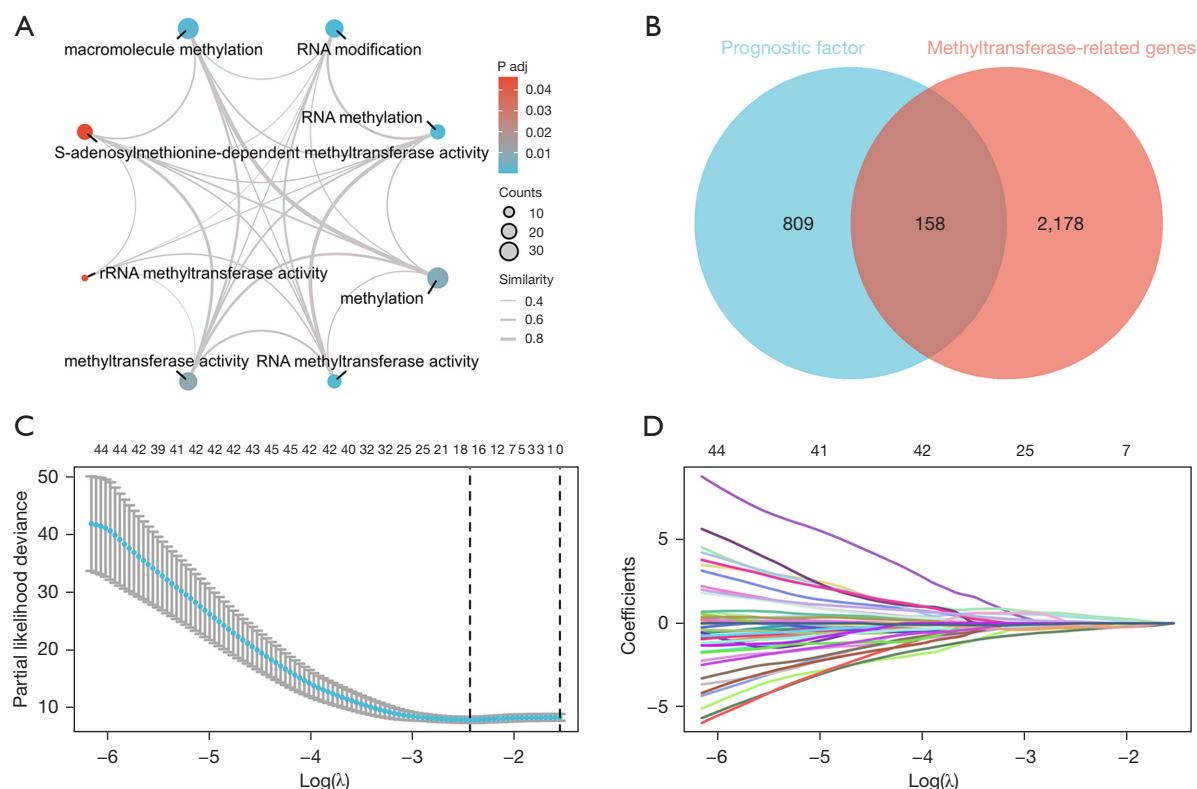 A
macromolecule methylation
RNA modification
RNA methylation
S-adenosylmethionine-dependent methyltransferase activity
rRNA methyltransferase activity
methylation
methyltransferase activity
RNA methyltransferase activity
P adj
0.04
0.03
0.02
0.01
Counts
10
20
30
Similarity
0.4
0.6
0.8
B
Prognostic factor
Methyltransferase-related genes
809
158
2,178
C
44 44 42 39 41 42 42 42 43 45 45 42 42 40 32 32 25 25 21 18 16 12 7 5 3 3 1 0
50
40
30
20
10
Partial likelihood deviance
−6 −5 −4 −3 −2
Log(λ)
D
44 41 42 25 7
5
0
−5
Coefficients
−6 −5 −4 −3 −2
Log(λ)